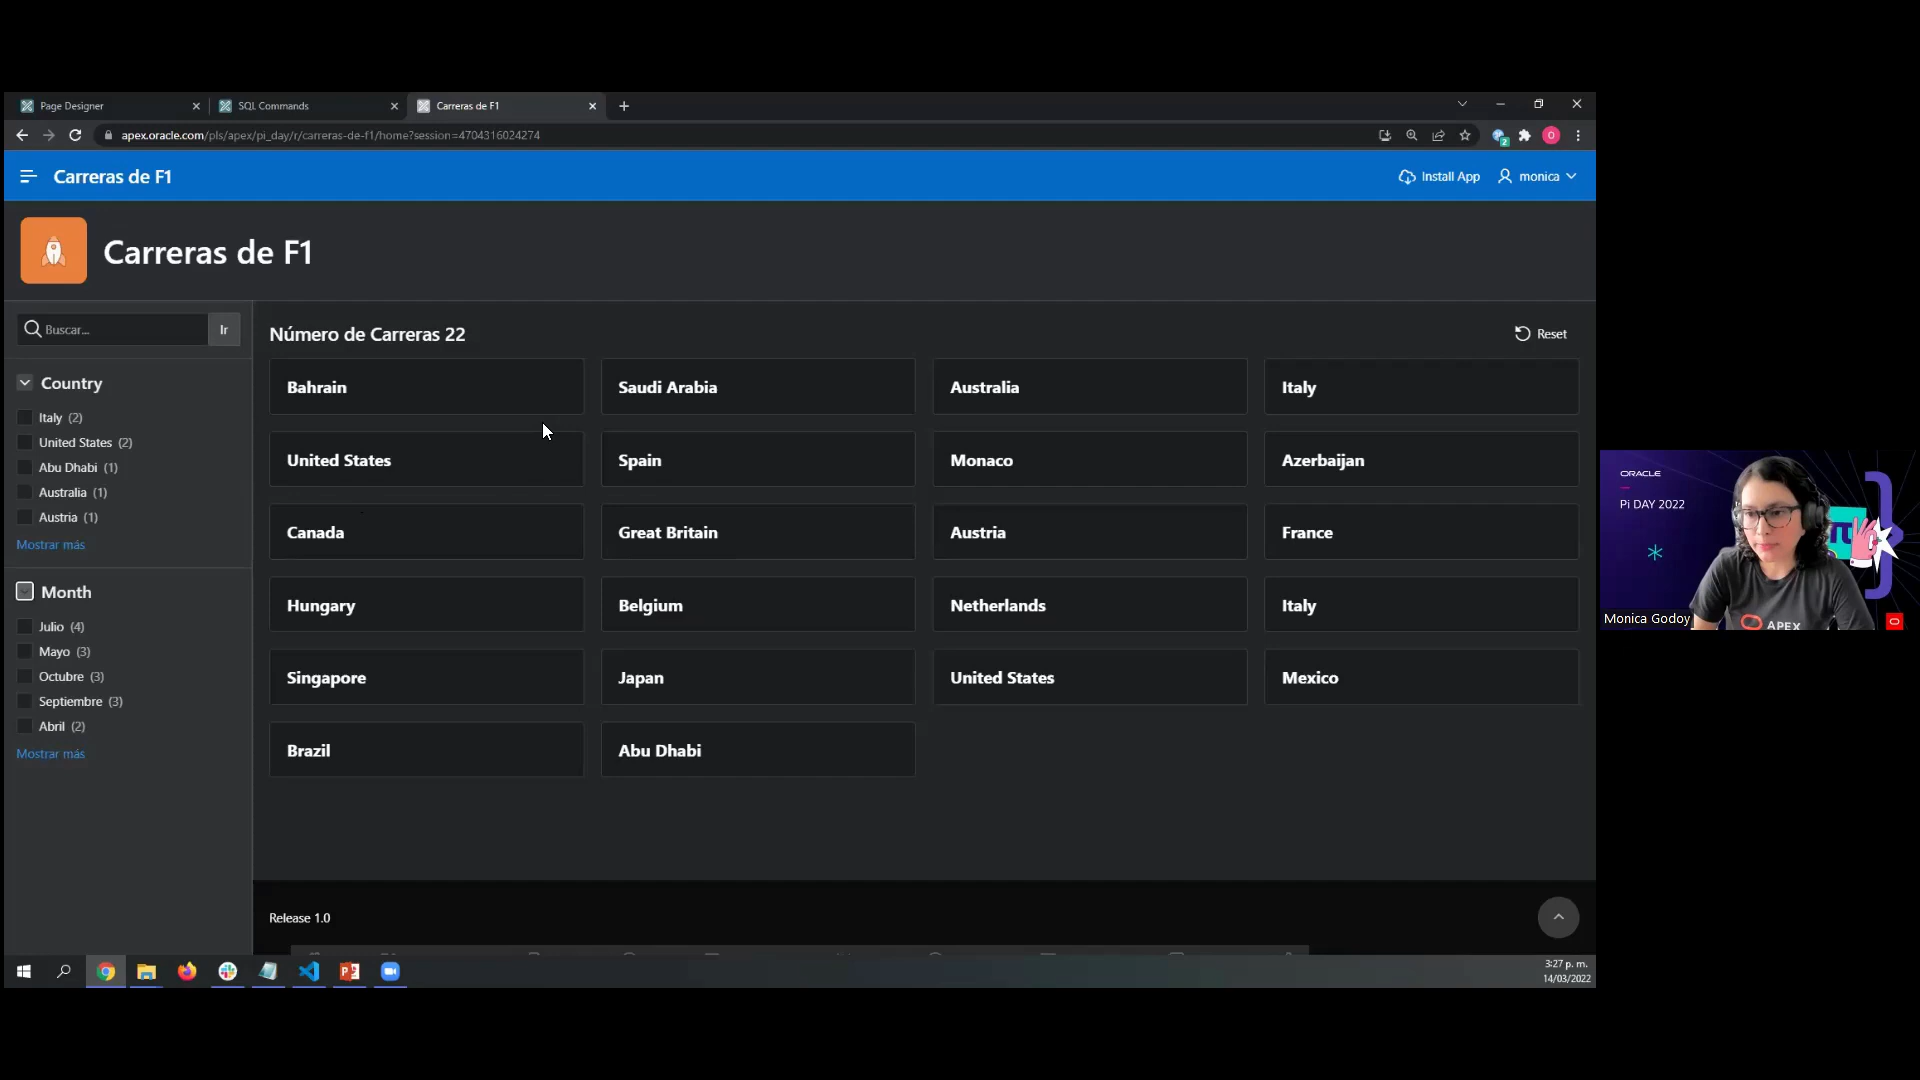 Page Designer
SQL Commands
Carreras de F1
apex.oracle.com/pls/apex/pi_day/r/carreras-de-f1/home?session=4704316024274
Carreras de F1
Install App
monica
Carreras de F1
Buscar...
Ir
Country
Italy (2)
United States (2)
Abu Dhabi (1)
Australia (1)
Austria (1)
Mostrar más
Month
Julio (4)
Mayo (3)
Octubre (3)
Septiembre (3)
Abril (2)
Mostrar más
Número de Carreras 22
Reset
Bahrain
Saudi Arabia
Australia
Italy
United States
Spain
Monaco
Azerbaijan
Canada
Great Britain
Austria
France
Hungary
Belgium
Netherlands
Italy
Singapore
Japan
United States
Mexico
Brazil
Abu Dhabi
Release 1.0
3:27 p. m.
14/03/2022
ORACLE
Pi DAY 2022
APEX
Monica Godoy